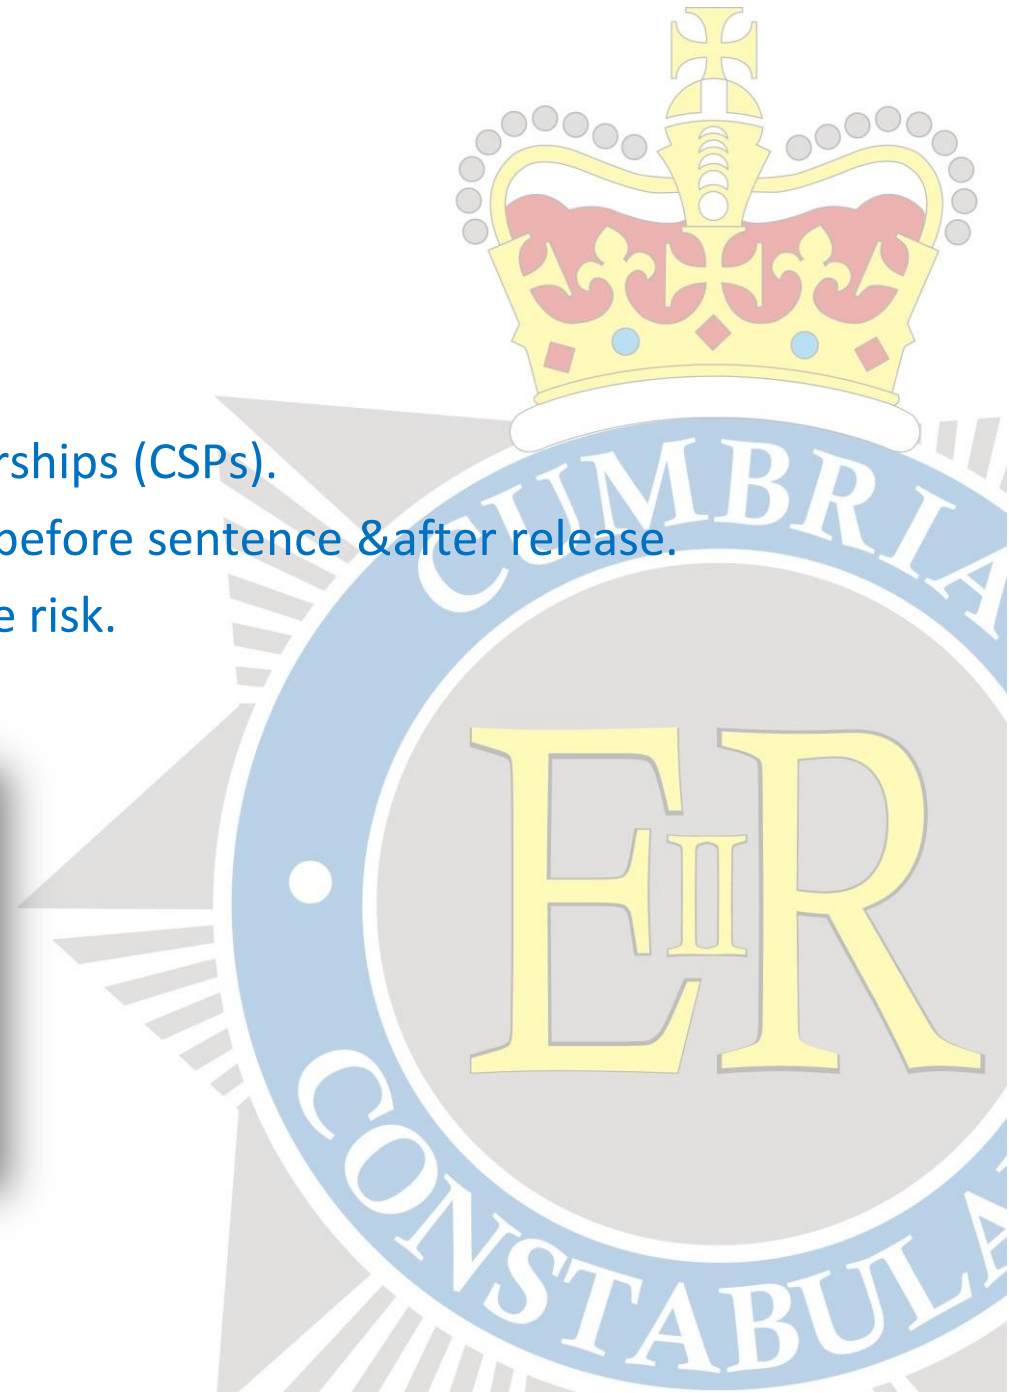 rships (CSPs).
before sentence &after release.
e risk.
CUMBRIA
EIIR
CONSTABULA